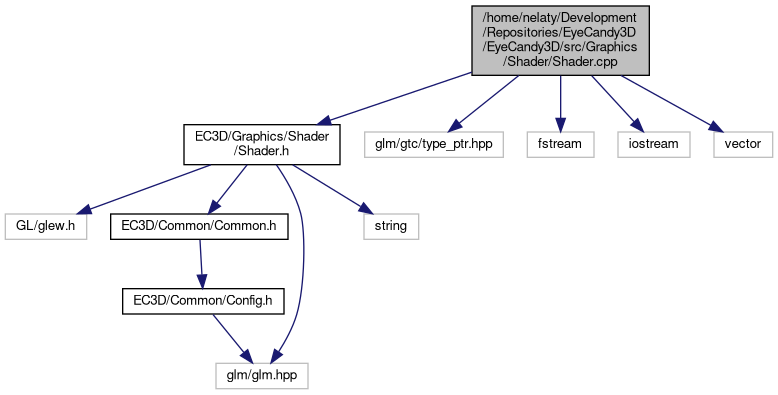 /home/nelaty/Development
/Repositories/EyeCandy3D
/EyeCandy3D/src/Graphics
/Shader/Shader.cpp
EC3D/Graphics/Shader
/Shader.h
glm/gtc/type_ptr.hpp
fstream
iostream
vector
GL/glew.h
EC3D/Common/Common.h
string
EC3D/Common/Config.h
glm/glm.hpp